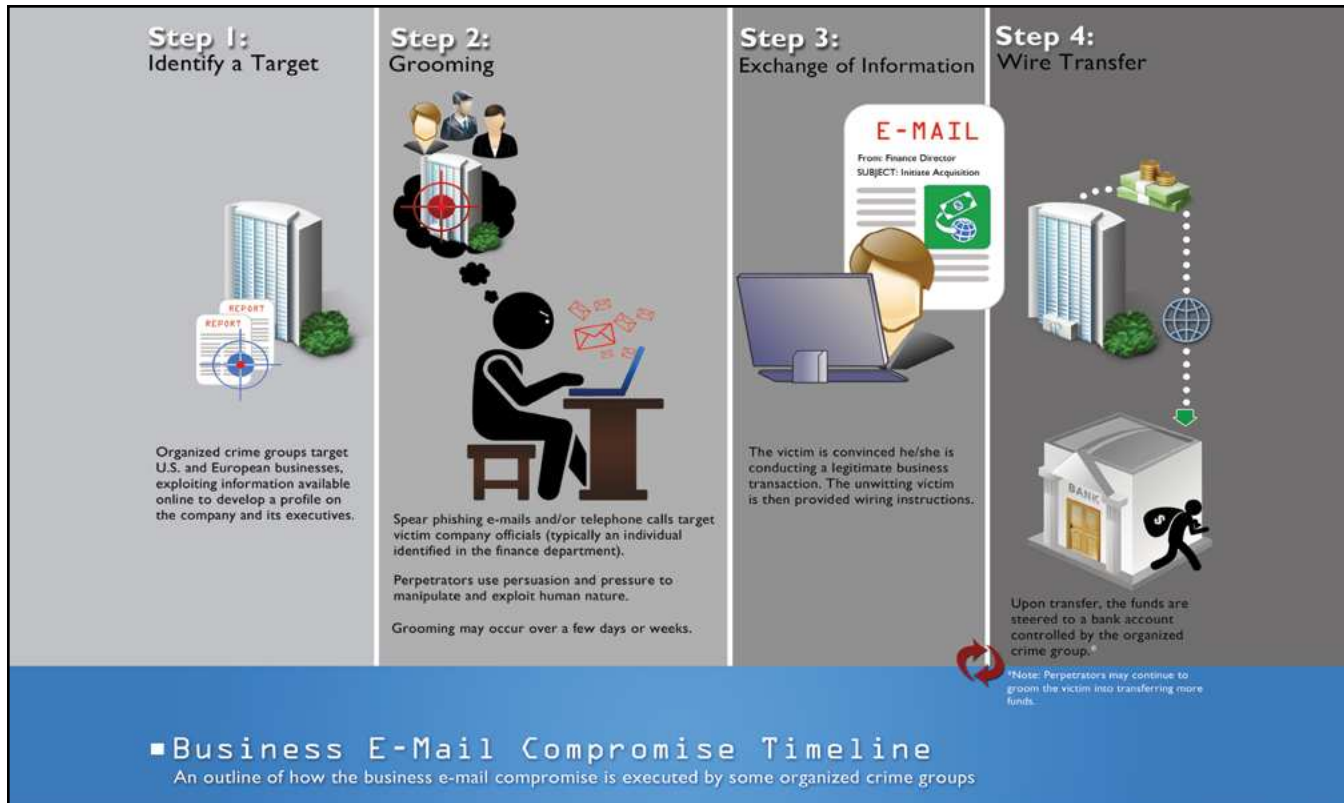 Step 1:
Identify a Target
REPORT
REPORT
Organized crime groups target
U.S. and European businesses,
exploiting information available
online to develop a profile on
the company and its executives.
Step 2:
Grooming
Spear phishing e-mails and/or telephone calls target
victim company officials (typically an individual
identified in the finance department).
Perpetrators use persuasion and pressure to
manipulate and exploit human nature.
Grooming may occur over a few days or weeks.
Step 3:
Exchange of Information
E-MAIL
From: Finance Director
SUBJECT: Initiate Acquisition
The victim is convinced he/she is
conducting a legitimate business
transaction. The unwitting victim
is then provided wiring instructions.
Step 4:
Wire Transfer
BANK
$
Upon transfer, the funds are
steered to a bank account
controlled by the organized
crime group.*
*Note: Perpetrators may continue to
groom the victim into transferring more
funds.
Business E-Mail Compromise Timeline
An outline of how the business e-mail compromise is executed by some organized crime groups